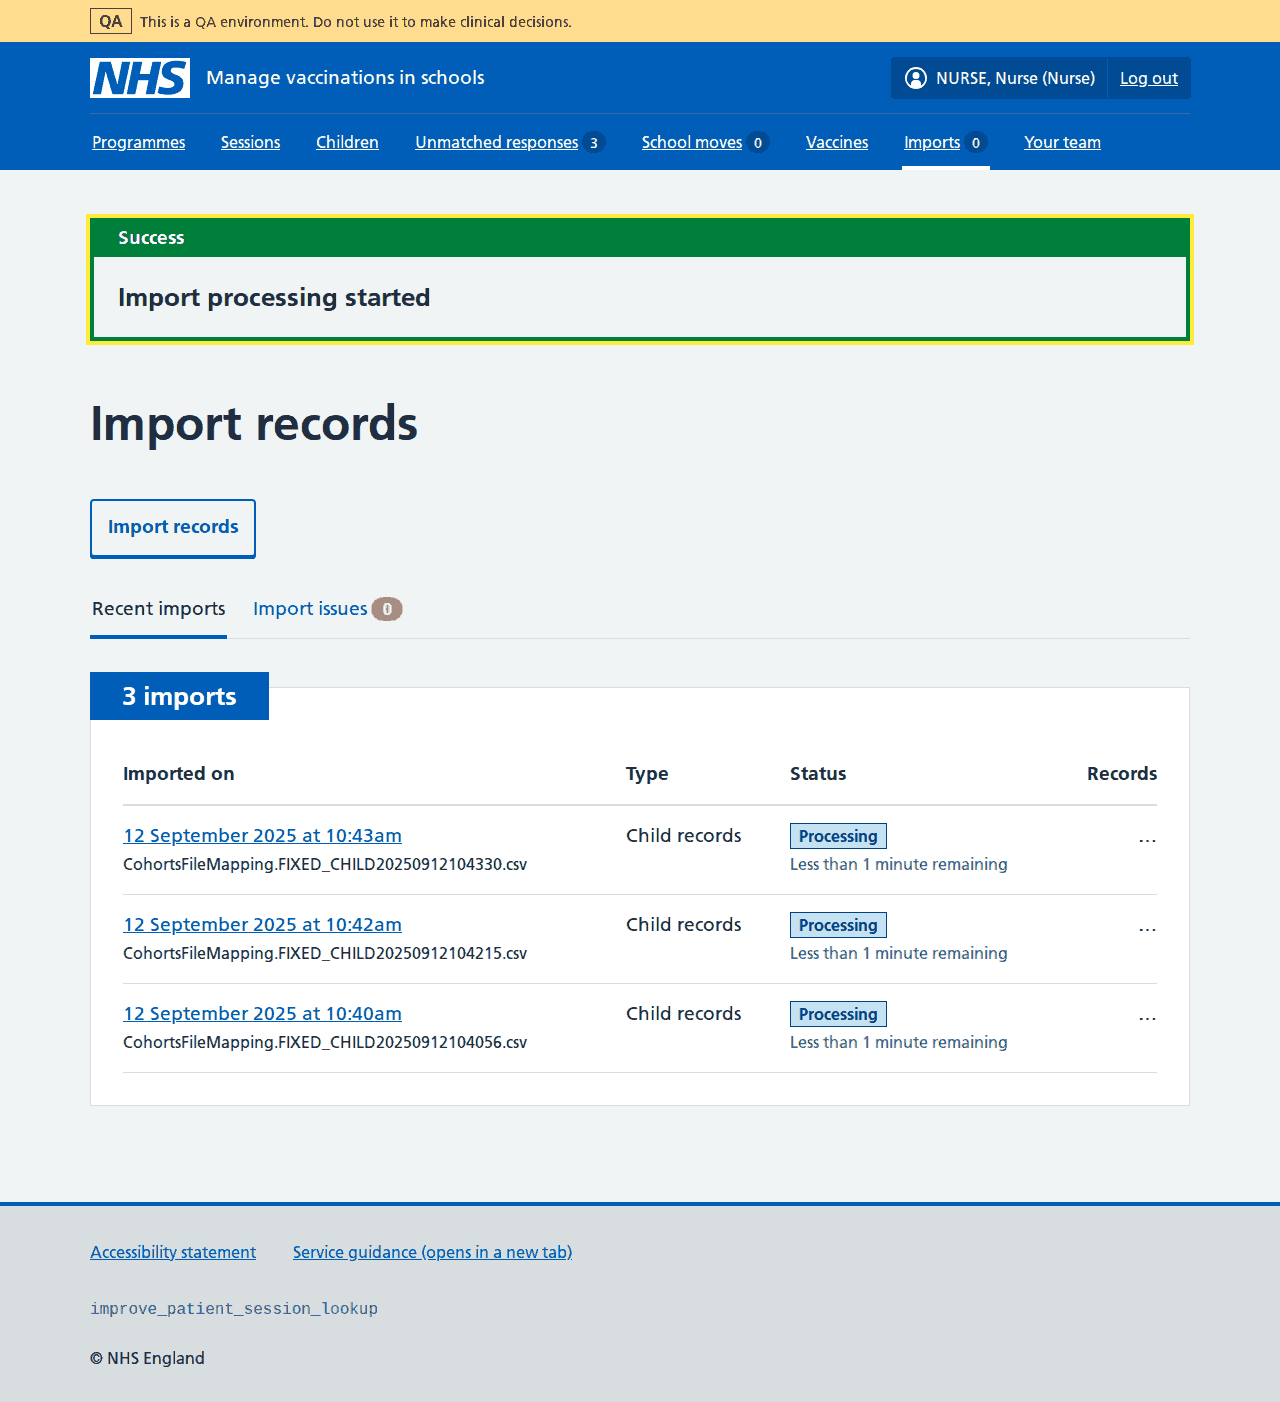 QA This is a QA environment. Do not use it to make clinical decisions.
NHS Manage vaccinations in schools NURSE, Nurse (Nurse) Log out
Programmes Sessions Children Unmatched responses 3 School moves 0 Vaccines Imports 0 Your team
Success
Import processing started
Import records
Import records
Recent imports Import issues 0
3 imports
Imported on Type Status Records
12 September 2025 at 10:43am Child records Processing ...
CohortsFileMapping.FIXED_CHILD20250912104330.csv Less than 1 minute remaining
12 September 2025 at 10:42am Child records Processing ...
CohortsFileMapping.FIXED_CHILD20250912104215.csv Less than 1 minute remaining
12 September 2025 at 10:40am Child records Processing ...
CohortsFileMapping.FIXED_CHILD20250912104056.csv Less than 1 minute remaining
Accessibility statement Service guidance (opens in a new tab)
improve_patient_session_lookup
© NHS England